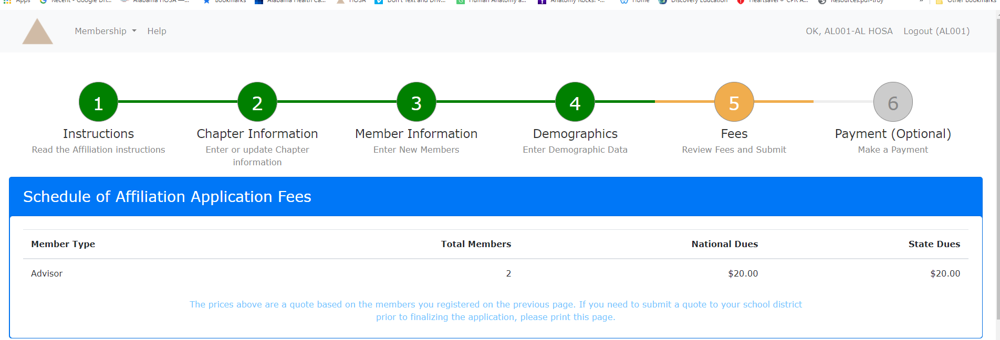 Apps Recent - Google Dri... Alabama HOSA —... Bookmarks Alabama Health Ca... HOSA Don't Text and Driv... Human Anatomy a... Anatomy Rocks! -... Home Discovery Education Heartsaver® CPR A... Resources.pdf-troy » Other bookmarks
Membership Help OK, AL001-AL HOSA Logout (AL001)
1 2 3 4 5 6
Instructions Chapter Information Member Information Demographics Fees Payment (Optional)
Read the Affiliation instructions Enter or update Chapter Enter New Members Enter Demographic Data Review Fees and Submit Make a Payment
information
Schedule of Affiliation Application Fees
Member Type Total Members National Dues State Dues
Advisor 2 $20.00 $20.00
The prices above are a quote based on the members you registered on the previous page. If you need to submit a quote to your school district
prior to finalizing the application, please print this page.